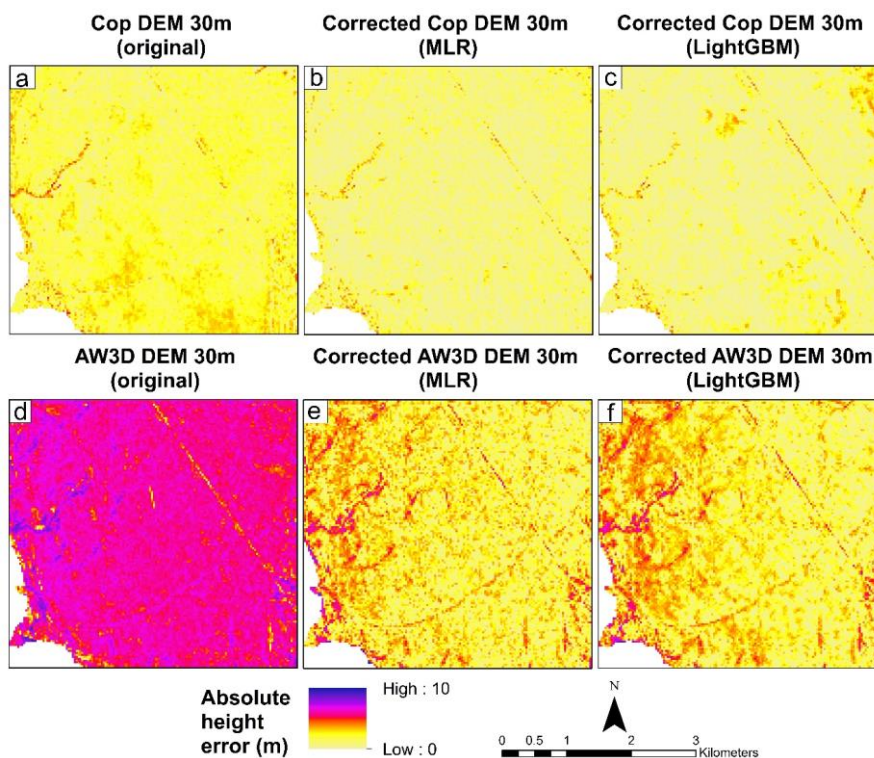 Cop DEM 30m
(original)
Corrected Cop DEM 30m
(MLR)
Corrected Cop DEM 30m
(LightGBM)
a
b
c
AW3D DEM 30m
(original)
Corrected AW3D DEM 30m
(MLR)
Corrected AW3D DEM 30m
(LightGBM)
d
e
f
Absolute
height
error (m)
High : 10
Low : 0
N
0 0.5 1 2 3
Kilometers